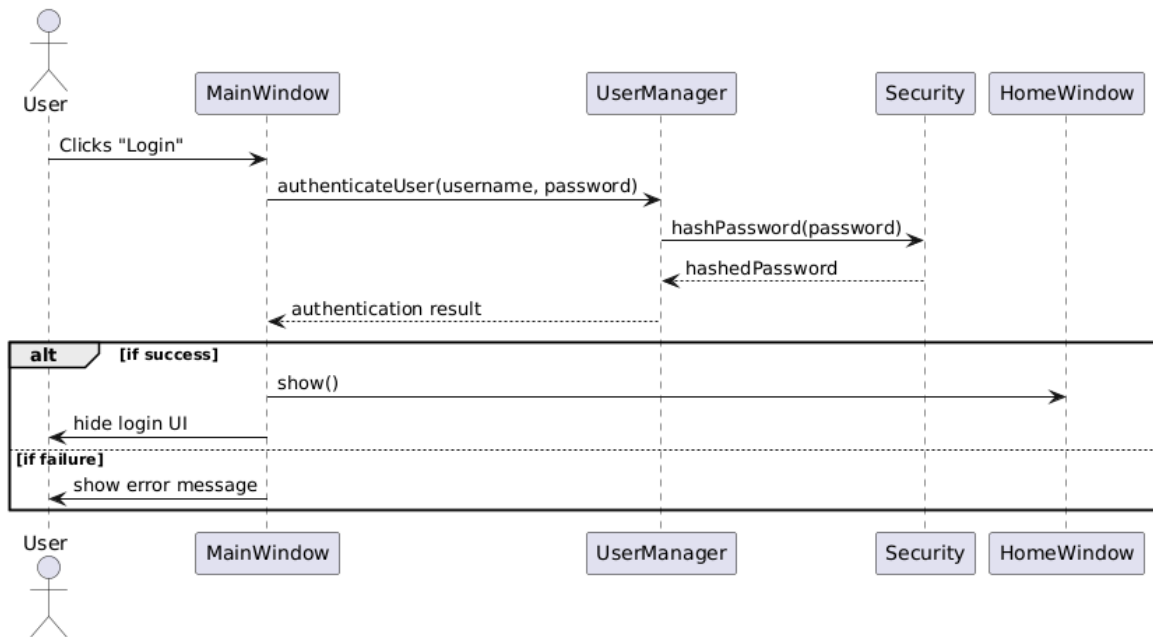 User
MainWindow
UserManager
Security
HomeWindow
Clicks "Login"
authenticateUser(username, password)
hashPassword(password)
hashedPassword
authentication result
alt
[if success]
show()
hide login UI
[if failure]
show error message
User
MainWindow
UserManager
Security
HomeWindow